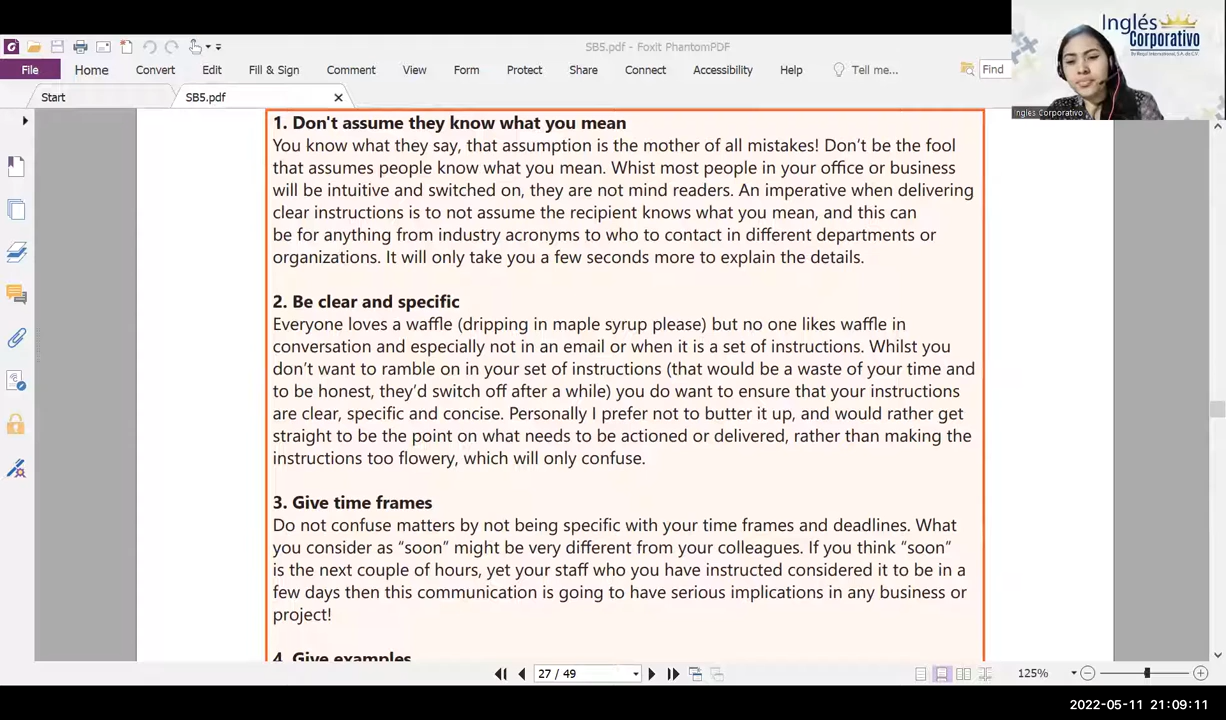 SB5.pdf - Foxit PhantomPDF
Inglés
Corporativo
By Regal International, S.A. de C.V.
File Home Convert Edit Fill & Sign Comment View Form Protect Share Connect Accessibility Help Tell me... Find
Ingles Corporativo
Start SB5.pdf
1. Don't assume they know what you mean
You know what they say, that assumption is the mother of all mistakes! Don’t be the fool
that assumes people know what you mean. Whist most people in your office or business
will be intuitive and switched on, they are not mind readers. An imperative when delivering
clear instructions is to not assume the recipient knows what you mean, and this can
be for anything from industry acronyms to who to contact in different departments or
organizations. It will only take you a few seconds more to explain the details.
2. Be clear and specific
Everyone loves a waffle (dripping in maple syrup please) but no one likes waffle in
conversation and especially not in an email or when it is a set of instructions. Whilst you
don’t want to ramble on in your set of instructions (that would be a waste of your time and
to be honest, they’d switch off after a while) you do want to ensure that your instructions
are clear, specific and concise. Personally I prefer not to butter it up, and would rather get
straight to be the point on what needs to be actioned or delivered, rather than making the
instructions too flowery, which will only confuse.
3. Give time frames
Do not confuse matters by not being specific with your time frames and deadlines. What
you consider as “soon” might be very different from your colleagues. If you think “soon”
is the next couple of hours, yet your staff who you have instructed considered it to be in a
few days then this communication is going to have serious implications in any business or
project!
4. Give examples
27 / 49 125%
2022-05-11 21:09:11